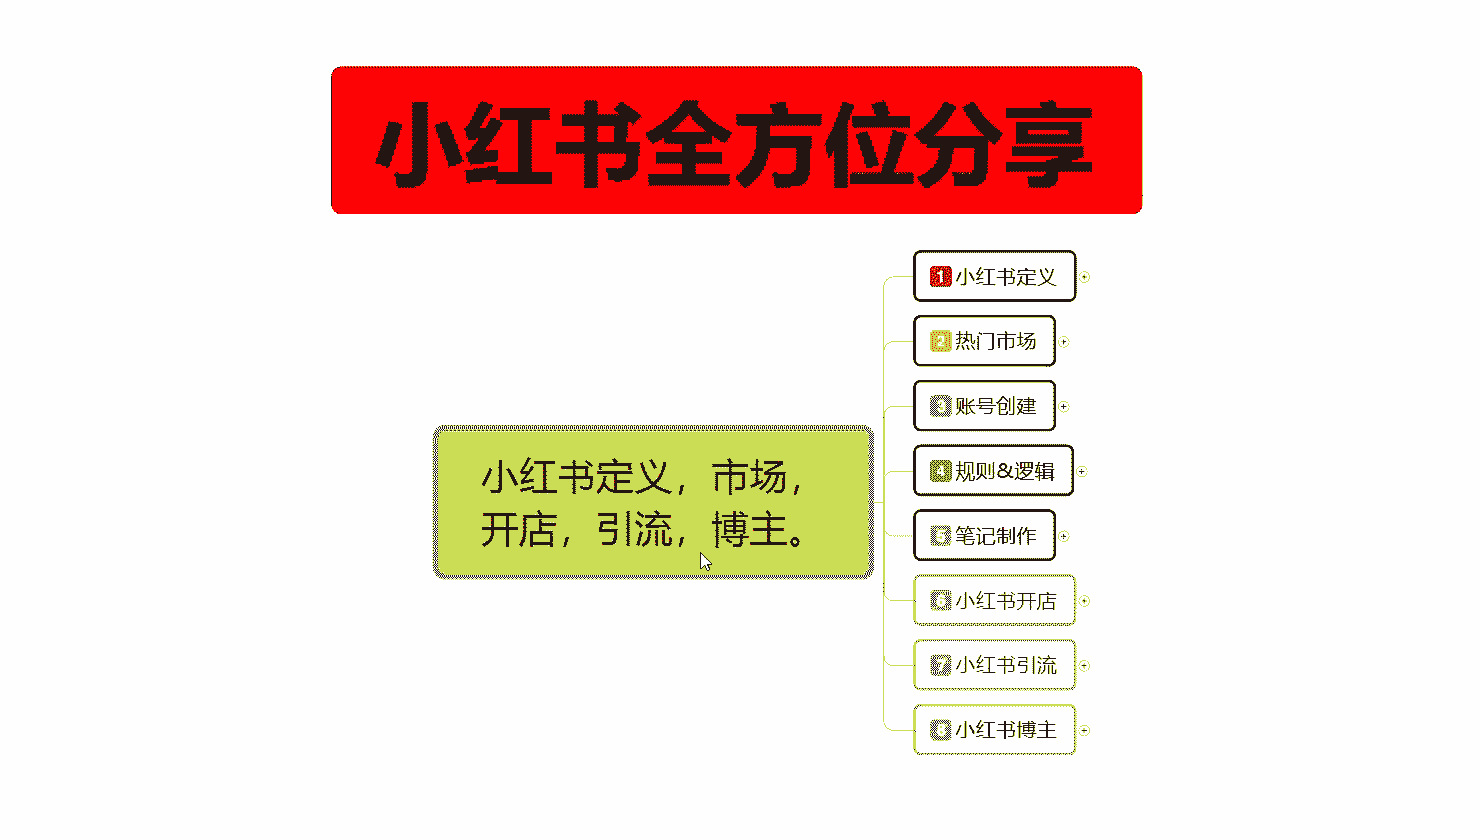 小红书全方位分享
小红书定义，市场，
开店，引流，博主。
1 小红书定义
2 热门市场
3 账号创建
4 规则&逻辑
5 笔记制作
6 小红书开店
7 小红书引流
8 小红书博主